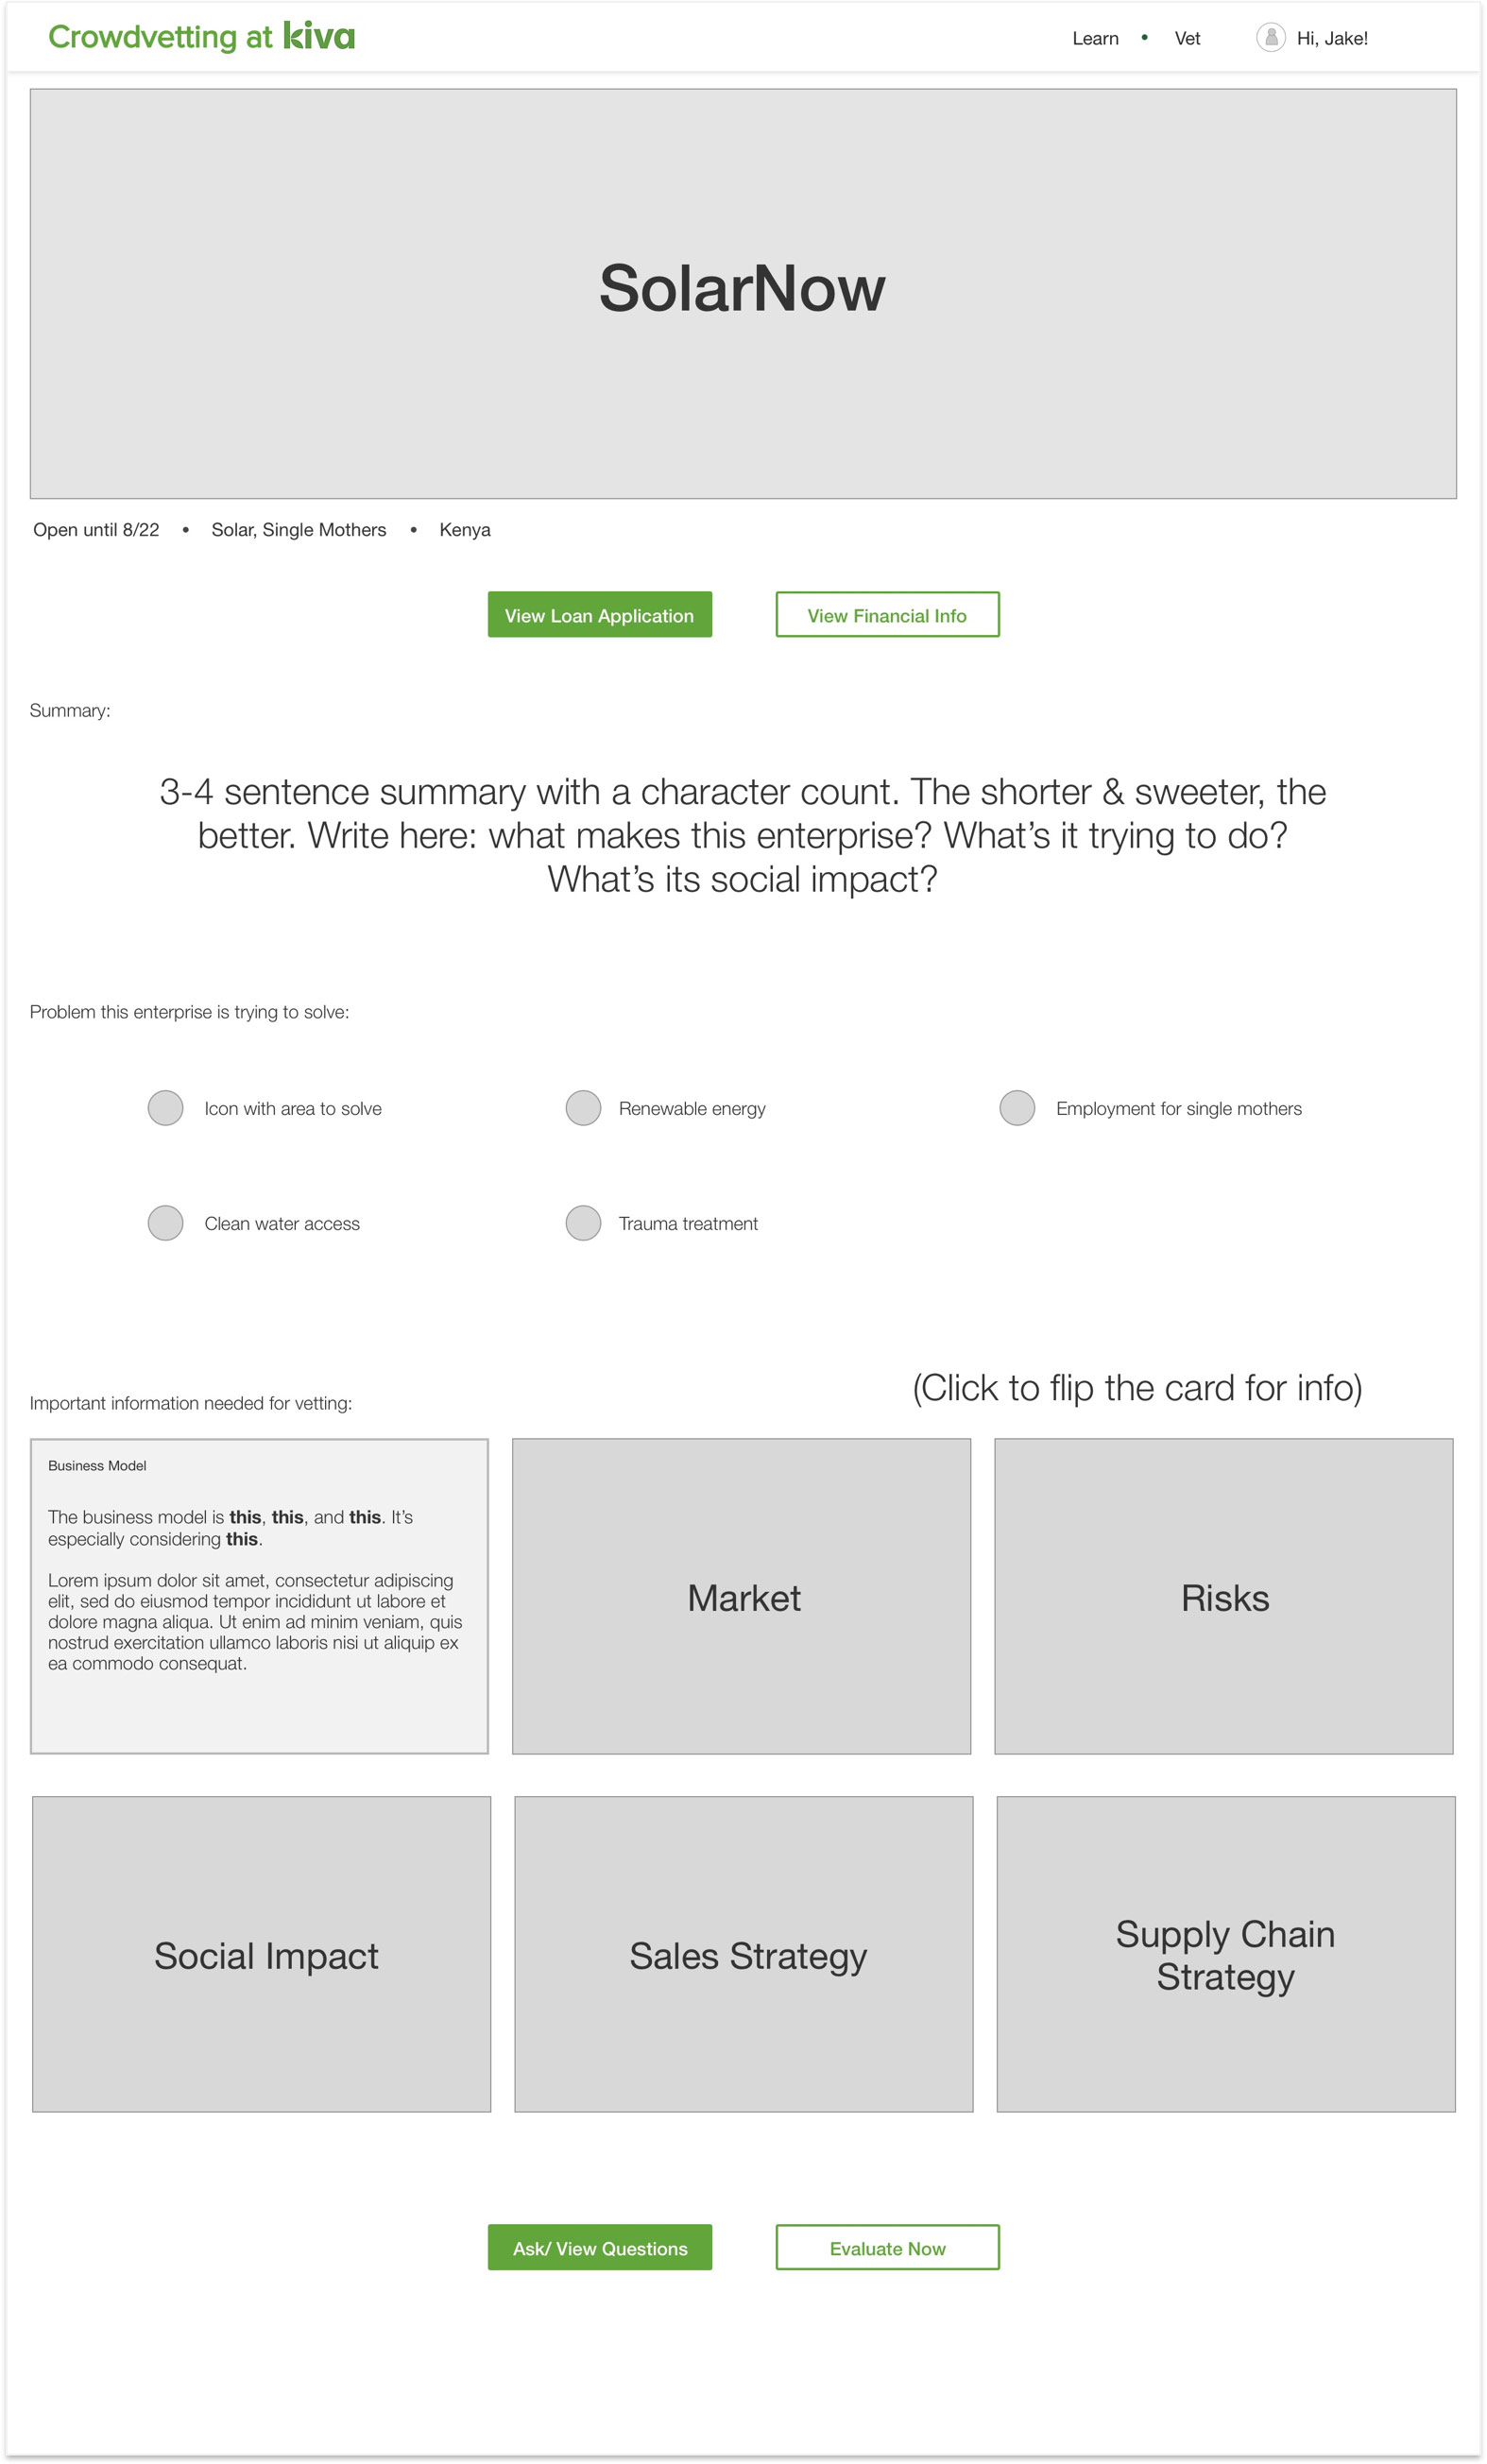 Crowdvetting at kiva
Learn • Vet Hi, Jake!
SolarNow
Open until 8/22 • Solar, Single Mothers • Kenya
View Loan Application
View Financial Info
Summary:
3-4 sentence summary with a character count. The shorter & sweeter, the
better. Write here: what makes this enterprise? What’s it trying to do?
What’s its social impact?
Problem this enterprise is trying to solve:
Icon with area to solve
Renewable energy
Employment for single mothers
Clean water access
Trauma treatment
(Click to flip the card for info)
Important information needed for vetting:
Business Model
The business model is this, this, and this. It’s
especially considering this.
Lorem ipsum dolor sit amet, consectetur adipiscing
elit, sed do eiusmod tempor incididunt ut labore et
dolore magna aliqua. Ut enim ad minim veniam, quis
nostrud exercitation ullamco laboris nisi ut aliquip ex
ea commodo consequat.
Market
Risks
Social Impact
Sales Strategy
Supply Chain
Strategy
Ask/ View Questions
Evaluate Now